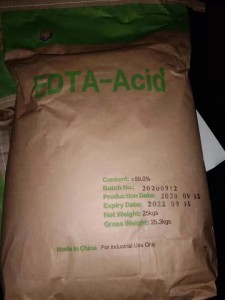 EDTA-Acid
Content: <99.0%
Batch No.: 20200912
Production Date: 2020 09 12
Expiry Date: 2022 09 11
Net Weight: 25kgs
Gross Weight: 25.3kgs
Made in China For Industrial Use Only